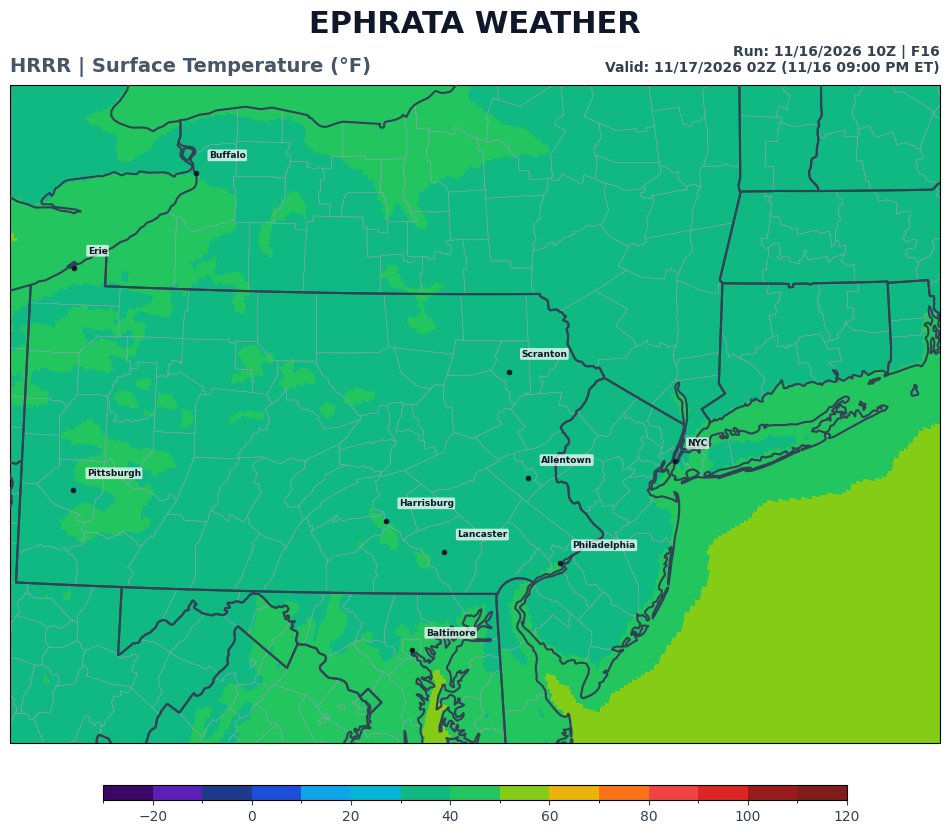 EPHRATA WEATHER
HRRR | Surface Temperature (°F)
Run: 11/16/2026 10Z | F16
Valid: 11/17/2026 02Z (11/16 09:00 PM ET)
Buffalo
Erie
Scranton
NYC
Allentown
Pittsburgh
Harrisburg
Lancaster
Philadelphia
Baltimore
−20 0 20 40 60 80 100 120